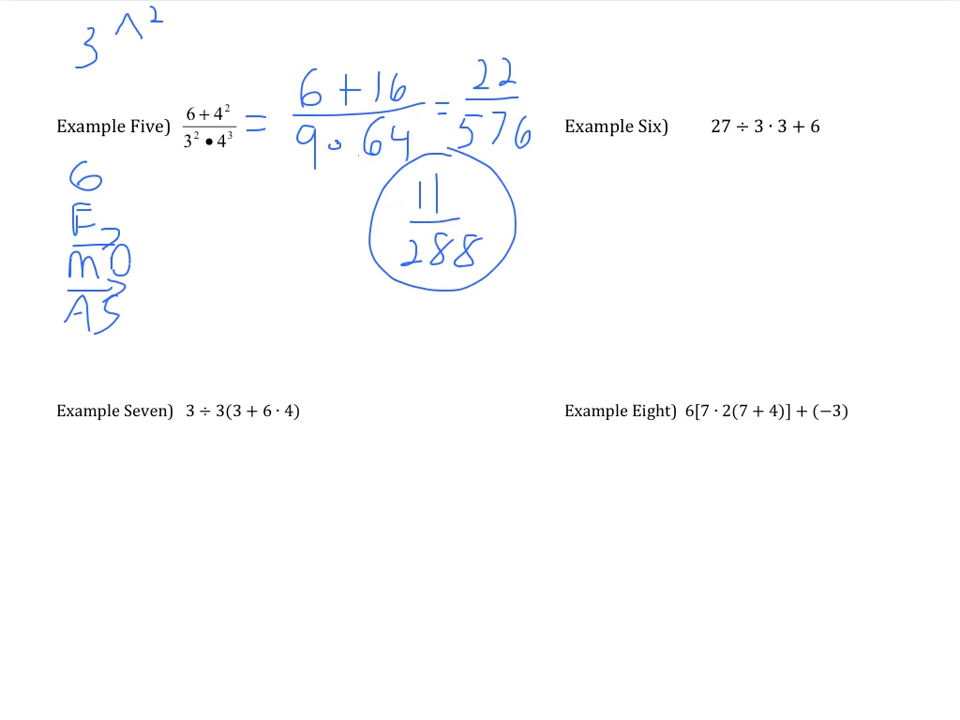 3 ^ 2
Example Five) (6 + 4²)/(3² • 4³) = (6 + 16)/(9 · 64) = 22/576
11/288
G
E
MD
AS
Example Six) 27 ÷ 3 · 3 + 6
Example Seven) 3 ÷ 3(3 + 6 · 4)
Example Eight) 6[7 · 2(7 + 4)] + (−3)